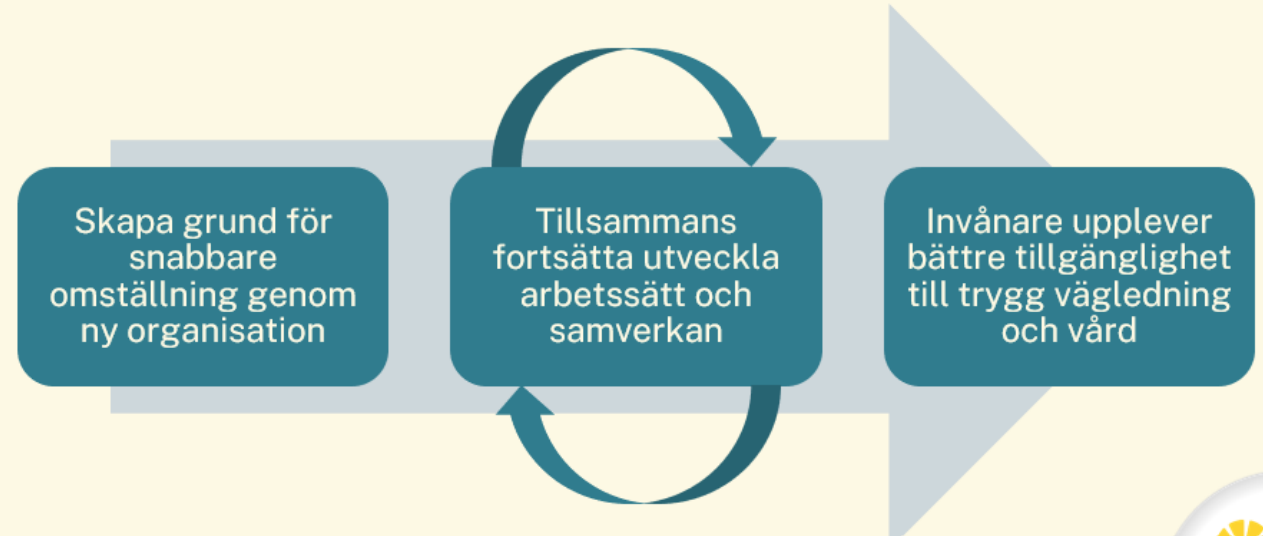 Skapa grund för
snabbare
omställning genom
ny organisation
Tillsammans
fortsätta utveckla
arbetssätt och
samverkan
Invånare upplever
bättre tillgänglighet
till trygg vägledning
och vård